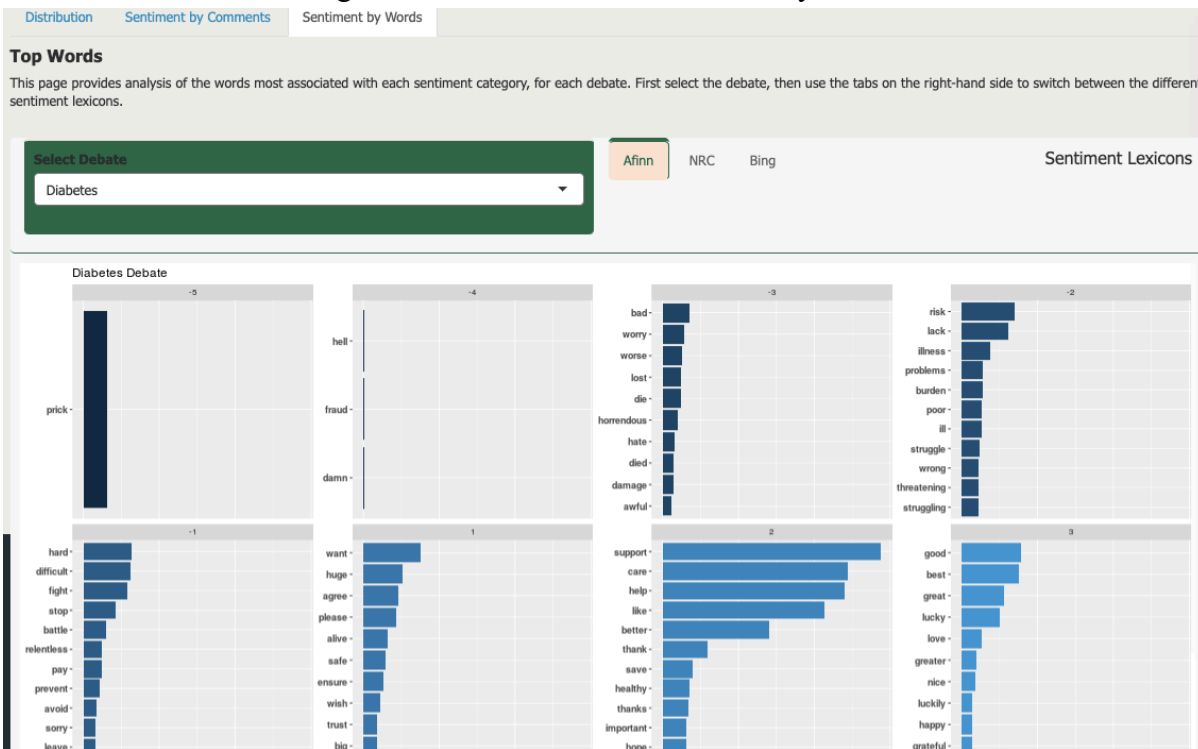 Distribution Sentiment by Comments Sentiment by Words
Top Words
This page provides analysis of the words most associated with each sentiment category, for each debate. First select the debate, then use the tabs on the right-hand side to switch between the differen
sentiment lexicons.
Select Debate
Diabetes
Afinn NRC Bing Sentiment Lexicons
Diabetes Debate
-5
prick
-4
hell
fraud
damn
-3
bad
worry
worse
lost
die
horrendous
hate
died
damage
awful
-2
risk
lack
illness
problems
burden
poor
ill
struggle
wrong
threatening
struggling
-1
hard
difficult
fight
stop
battle
relentless
pay
prevent
avoid
sorry
leave
1
want
huge
agree
please
alive
safe
ensure
wish
trust
big
2
support
care
help
like
better
thank
save
healthy
thanks
important
hope
3
good
best
great
lucky
love
greater
nice
luckily
happy
grateful